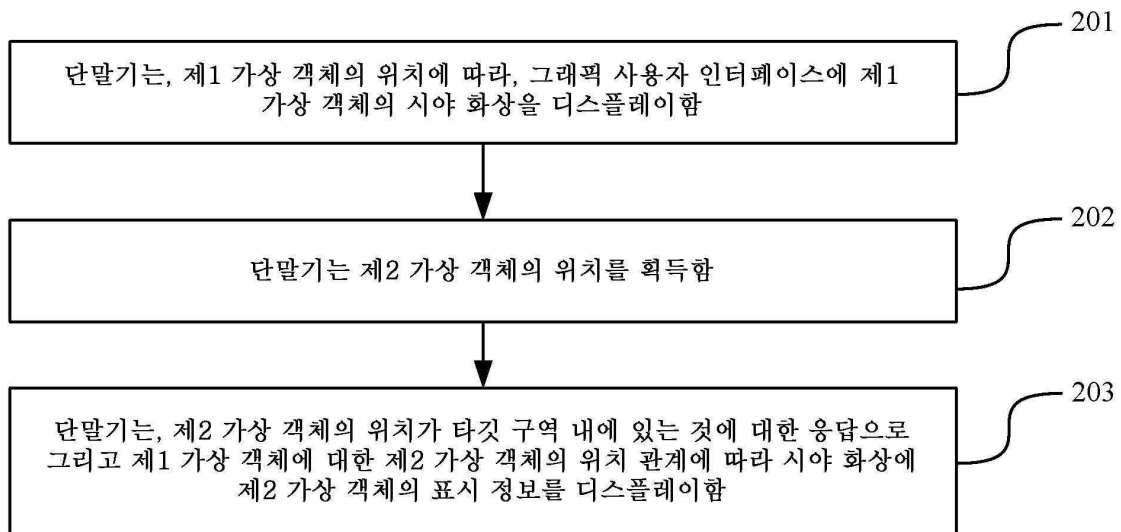 201
단말기는, 제1 가상 객체의 위치에 따라, 그래픽 사용자 인터페이스에 제1
가상 객체의 시야 화상을 디스플레이함
202
단말기는 제2 가상 객체의 위치를 획득함
203
단말기는, 제2 가상 객체의 위치가 타깃 구역 내에 있는 것에 대한 응답으로
그리고 제1 가상 객체에 대한 제2 가상 객체의 위치 관계에 따라 시야 화상에
제2 가상 객체의 표시 정보를 디스플레이함